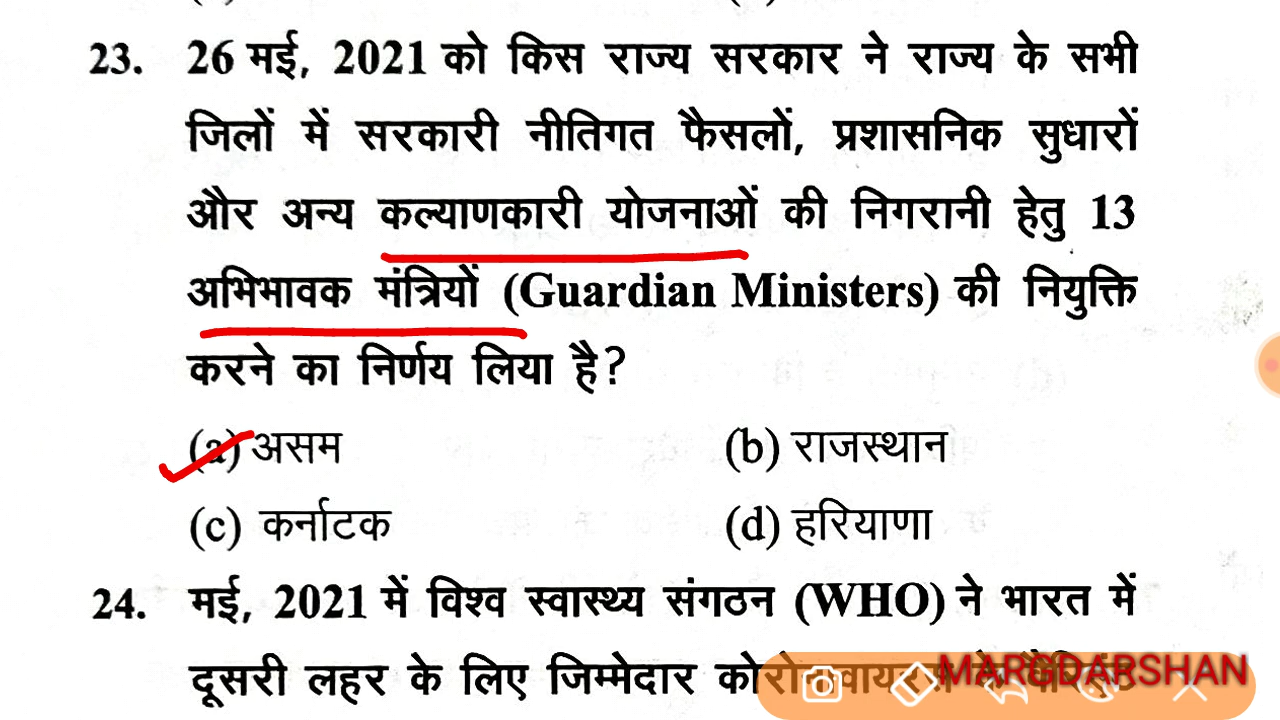 23. 26 मई, 2021 को किस राज्य सरकार ने राज्य के सभी
जिलों में सरकारी नीतिगत फैसलों, प्रशासनिक सुधारों
और अन्य कल्याणकारी योजनाओं की निगरानी हेतु 13
अभिभावक मंत्रियों (Guardian Ministers) की नियुक्ति
करने का निर्णय लिया है?
(a) असम (b) राजस्थान
(c) कर्नाटक (d) हरियाणा
24. मई, 2021 में विश्व स्वास्थ्य संगठन (WHO) ने भारत में
दूसरी लहर के लिए जिम्मेदार कोरोनावायरस के
MARGDARSHAN